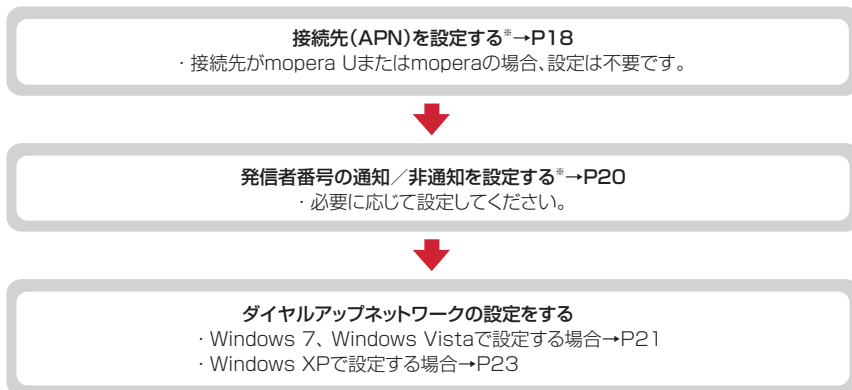 接続先(APN)を設定する※→P18
・接続先がmopera Uまたはmoperaの場合、設定は不要です。
発信者番号の通知／非通知を設定する※→P20
・必要に応じて設定してください。
ダイヤルアップネットワークの設定をする
・Windows 7、Windows Vistaで設定する場合→P21
・Windows XPで設定する場合→P23